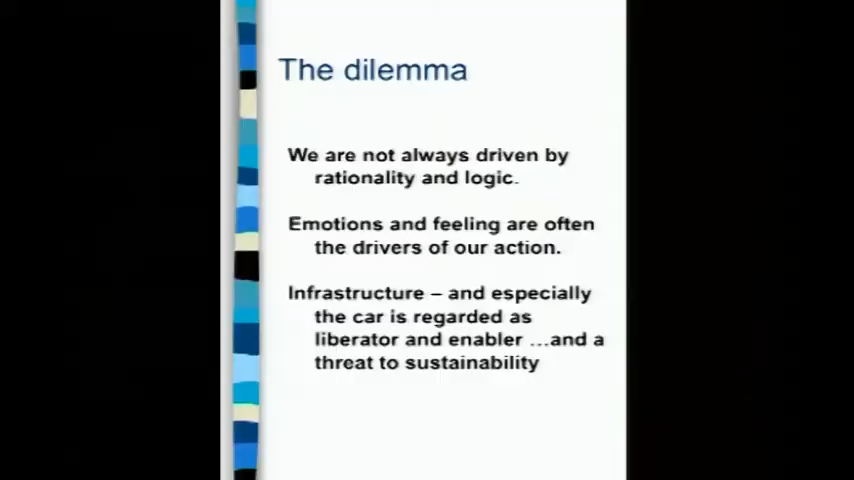 The dilemma
We are not always driven by
rationality and logic.
Emotions and feeling are often
the drivers of our action.
Infrastructure – and especially
the car is regarded as
liberator and enabler ...and a
threat to sustainability